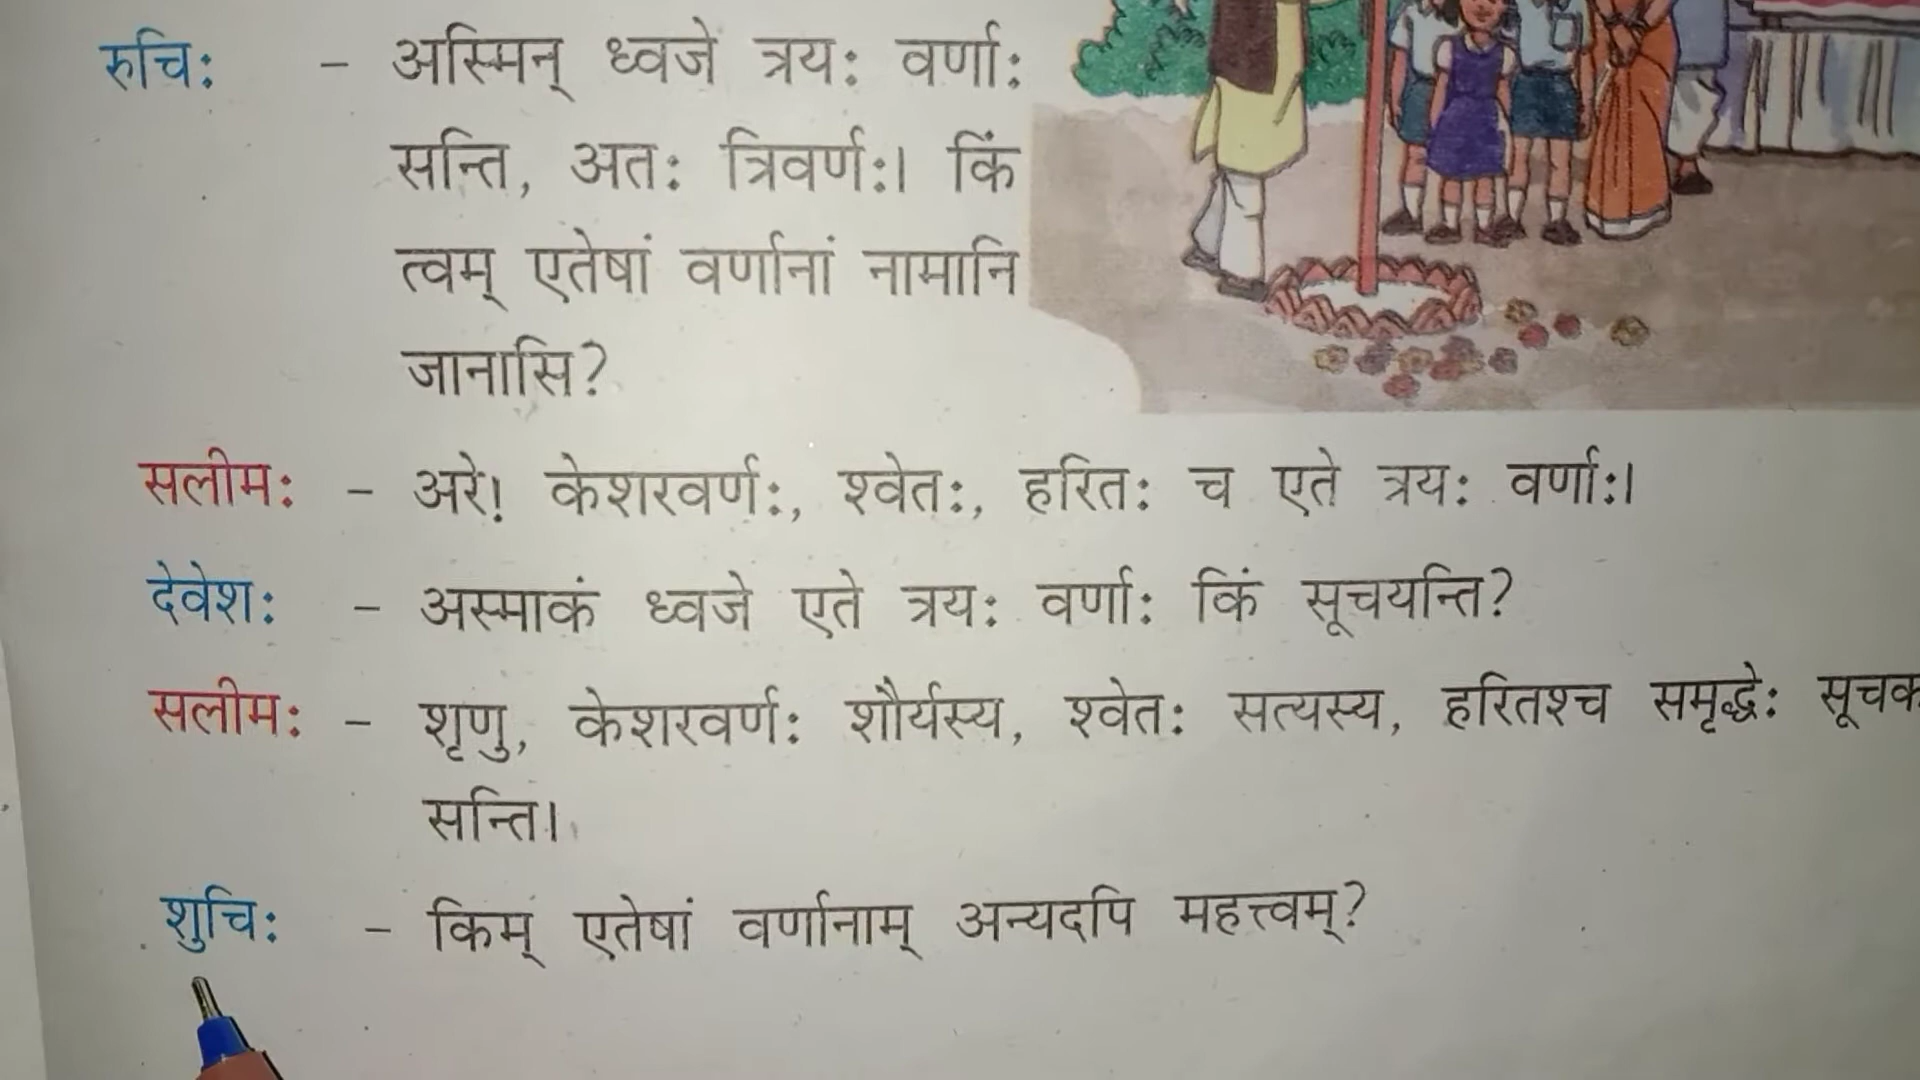 रुचिः – अस्मिन् ध्वजे त्रयः वर्णाः
सन्ति, अतः त्रिवर्णः। किं
त्वम् एतेषां वर्णानां नामानि
जानासि?
सलीमः – अरे! केशरवर्णः, श्वेतः, हरितः च एते त्रयः वर्णाः।
देवेशः – अस्माकं ध्वजे एते त्रयः वर्णाः किं सूचयन्ति?
सलीमः – शृणु, केशरवर्णः शौर्यस्य, श्वेतः सत्यस्य, हरितश्च समृद्धेः
सन्ति।
शुचिः – किम् एतेषां वर्णानाम् अन्यदपि महत्त्वम्?